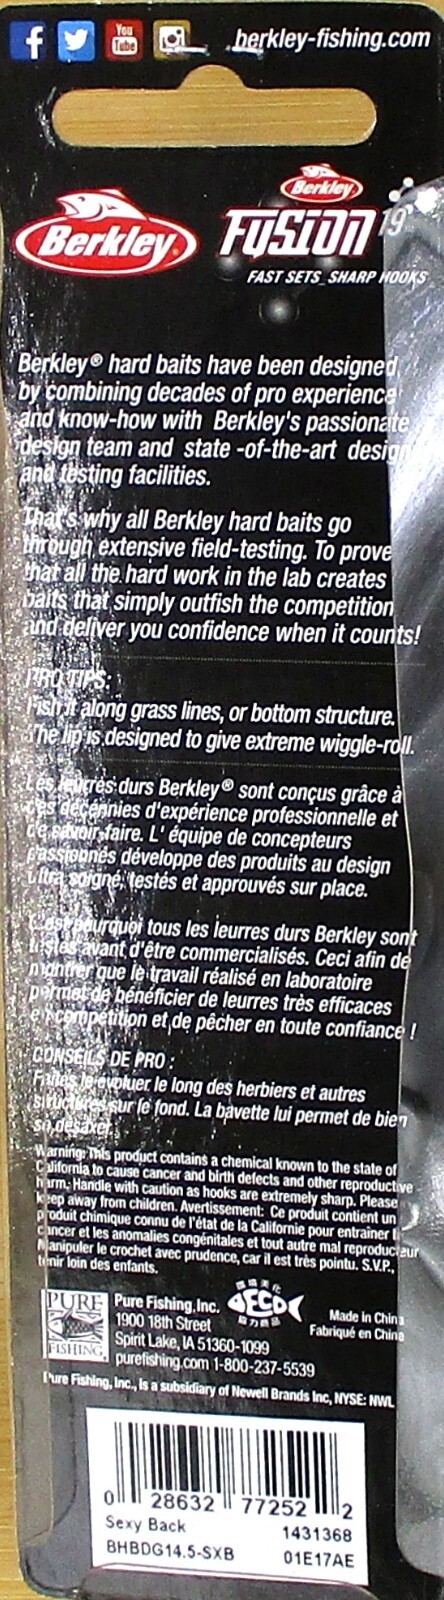 You
Tube
berkley-fishing.com
Berkley
Berkley®
FUSION19
FAST SETS SHARP HOOKS
Berkley® hard baits have been designed
by combining decades of pro experience
and know-how with Berkley's passionate
design team and state -of-the-art design
and testing facilities.
That's why all Berkley hard baits go
through extensive field-testing. To prove
that all the hard work in the lab creates
baits that simply outfish the competition
and deliver you confidence when it counts!
PRO TIPS:
Fish it along grass lines, or bottom structure.
The lip is designed to give extreme wiggle-roll.
Les leurres durs Berkley® sont conçus grâce à
des décennies d'expérience professionnelle et
de savoir-faire. L' équipe de concepteurs
passionnés développe des produits au design
ultra soigné, testés et approuvés sur place.
C'est pourquoi tous les leurres durs Berkley sont
testés avant d'être commercialisés. Ceci afin de
montrer que le travail réalisé en laboratoire
permet de bénéficier de leurres très efficaces
en compétition et de pêcher en toute confiance !
CONSEILS DE PRO :
Faites le évoluer le long des herbiers et autres
structures sur le fond. La bavette lui permet de bien
se désaxer.
Warning: This product contains a chemical known to the state of
California to cause cancer and birth defects and other reproductive
harm. Handle with caution as hooks are extremely sharp. Please
keep away from children. Avertissement: Ce produit contient un
produit chimique connu de l'état de la Californie pour entraîner l
cancer et les anomalies congénitales et tout autre mal reproducteur
Manipuler le crochet avec prudence, car il est très pointu. S.V.P.,
tenir loin des enfants.
PURE
FISHING
Pure Fishing, Inc.
1900 18th Street
Spirit Lake, IA 51360-1099
purefishing.com 1-800-237-5539
ECO
協力商品
Made in China
Fabriqué en Chine
Pure Fishing, Inc., is a subsidiary of Newell Brands Inc, NYSE: NWL
0 28632 77252 2
Sexy Back 1431368
BHBDG14.5-SXB 01E17AE